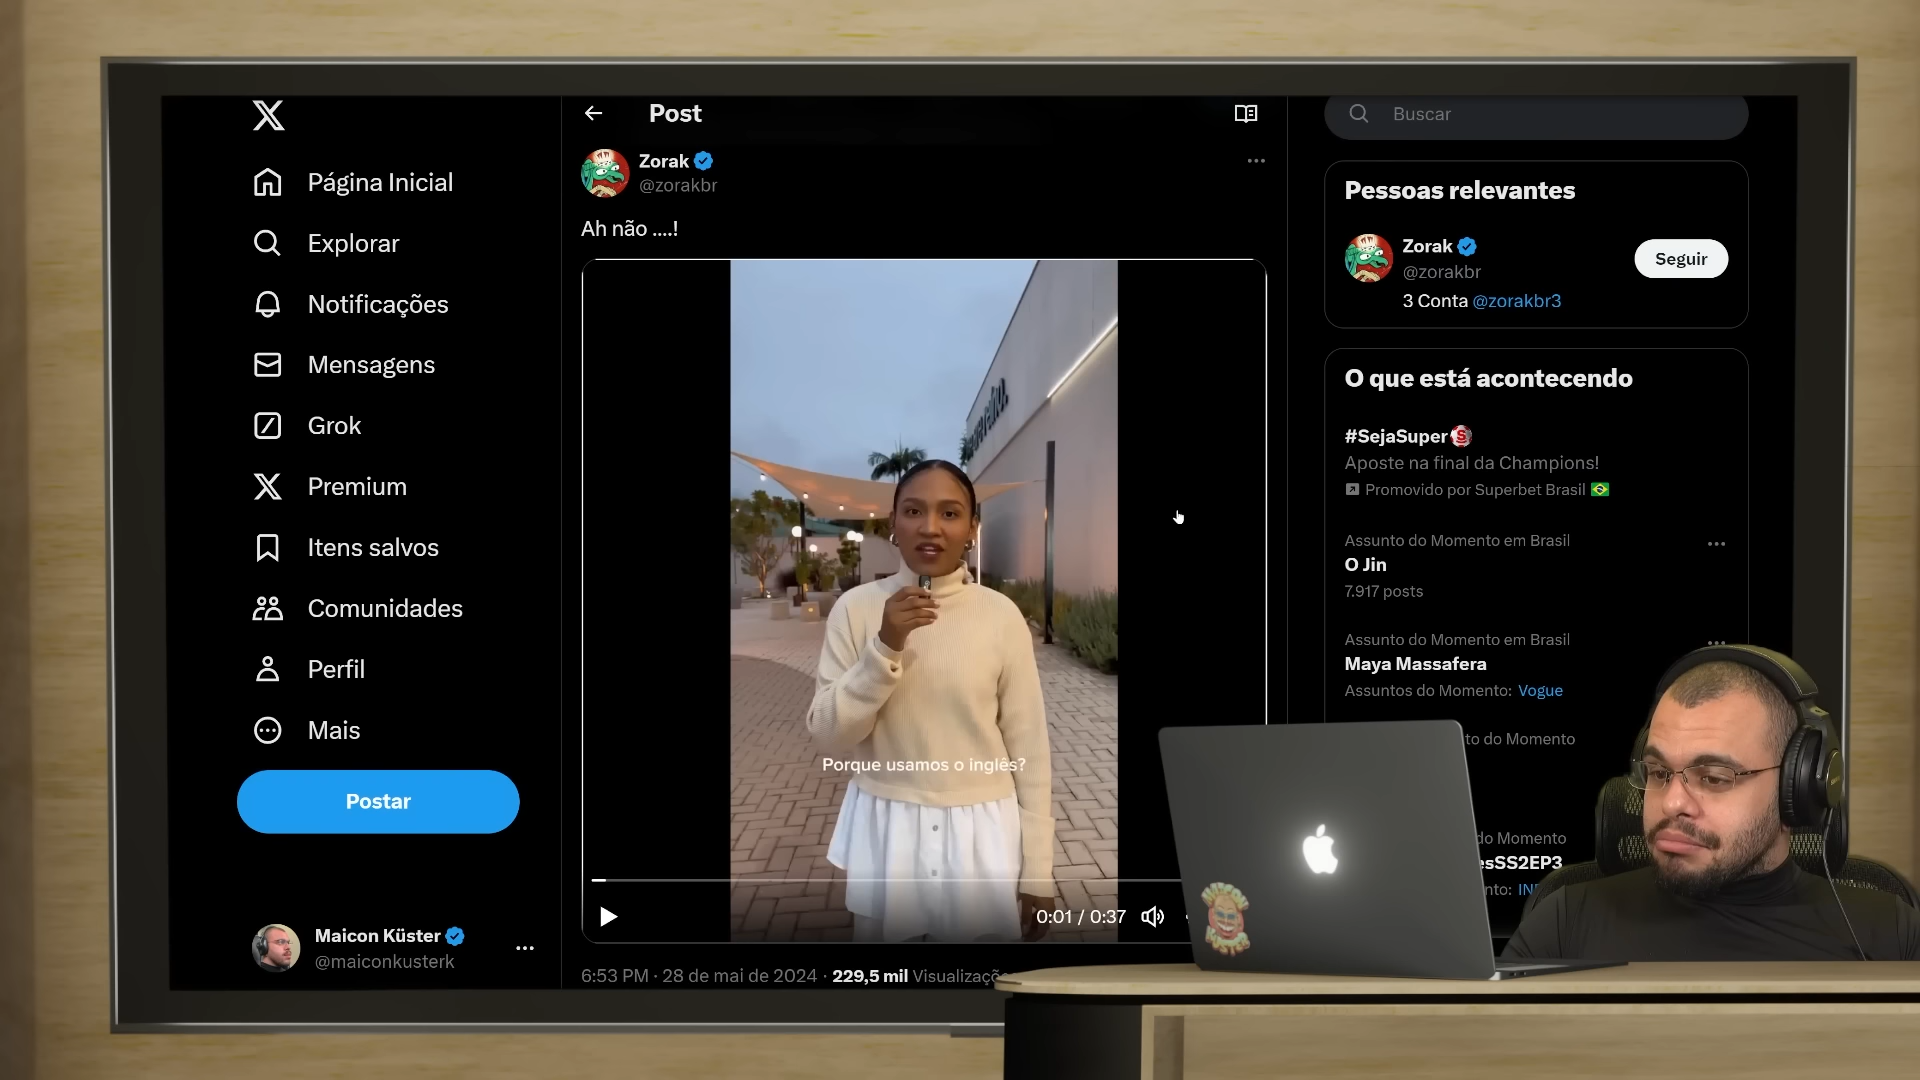 Página Inicial
Explorar
Notificações
Mensagens
Grok
Premium
Itens salvos
Comunidades
Perfil
Mais
Postar
Maicon Küster
@maiconkusterk
Post
Zorak
@zorakbr
Ah não ....!
Porque usamos o inglês?
0:01 / 0:37
6:53 PM · 28 de mai de 2024 · 229,5 mil
Buscar
Pessoas relevantes
Zorak
@zorakbr
Seguir
3 Conta @zorakbr3
O que está acontecendo
#SejaSuper
Aposte na final da Champions!
Promovido por Superbet Brasil
Assunto do Momento em Brasil
O Jin
7.917 posts
Assunto do Momento em Brasil
Maya Massafera
Assuntos do Momento: Vogue
do Momento
do Momento